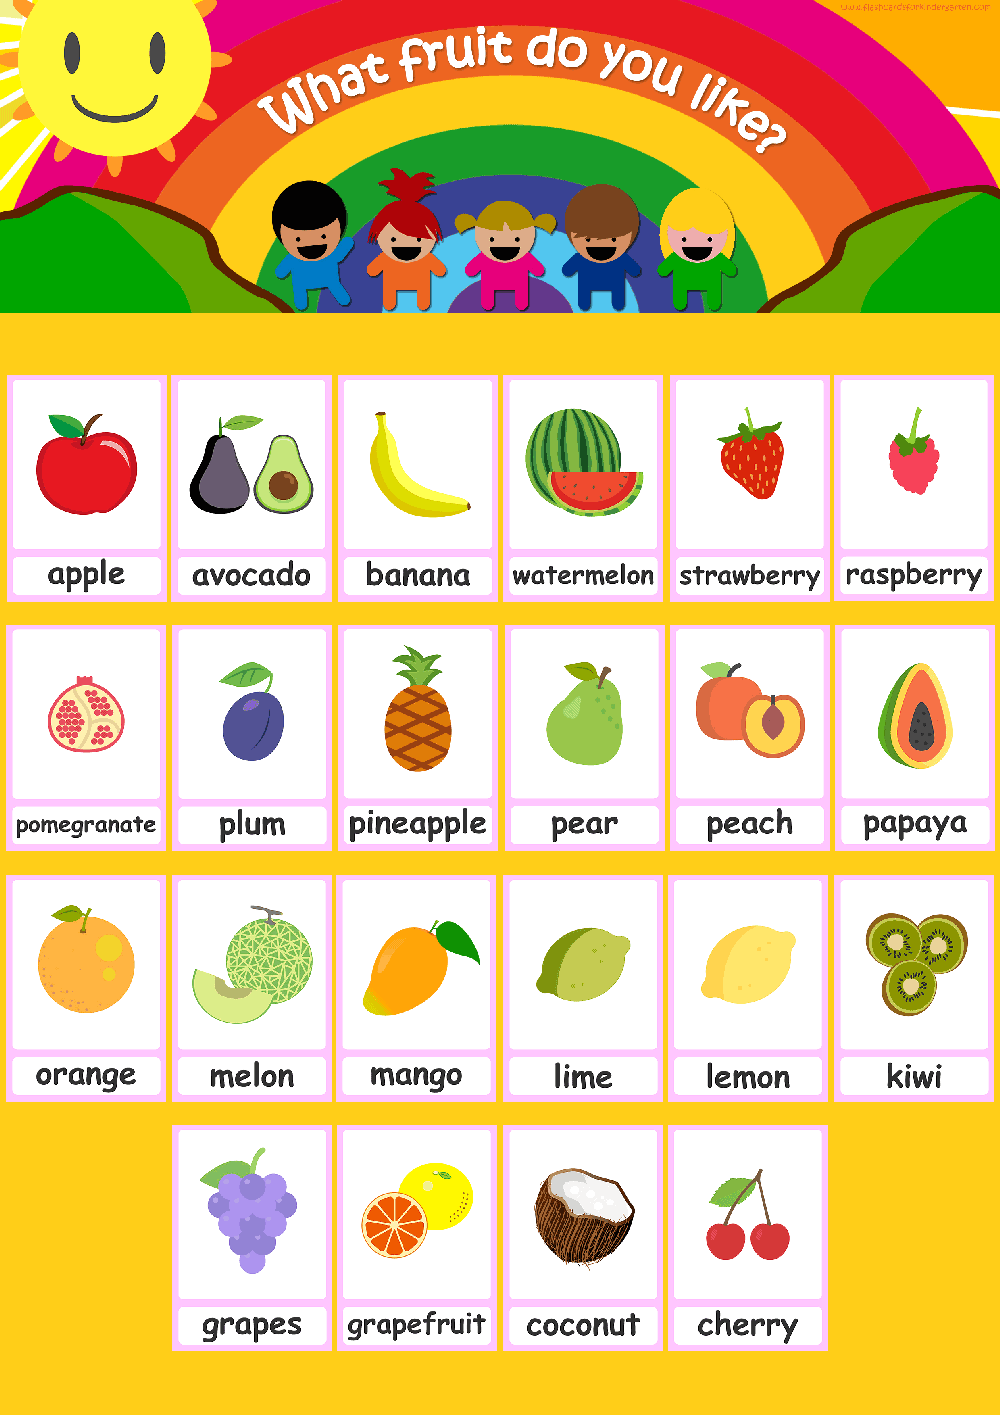 www.flashcardsforkindergarten.com
What fruit do you like?
apple
avocado
banana
watermelon
strawberry
raspberry
pomegranate
plum
pineapple
pear
peach
papaya
orange
melon
mango
lime
lemon
kiwi
grapes
grapefruit
coconut
cherry